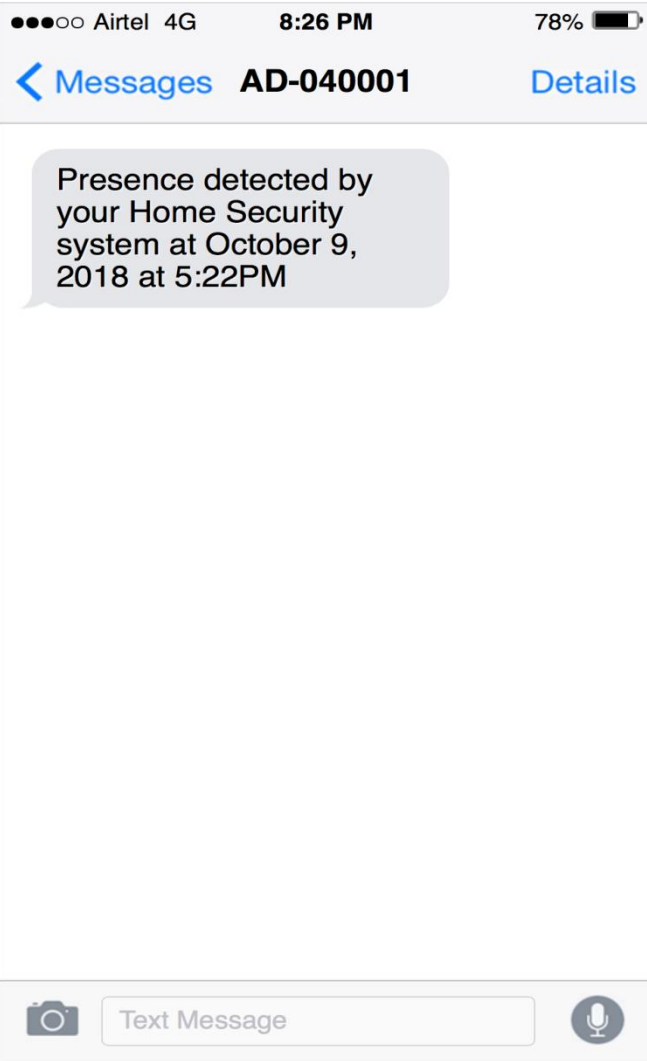 Airtel 4G 8:26 PM 78%
Messages AD-040001 Details
Presence detected by
your Home Security
system at October 9,
2018 at 5:22PM
Text Message